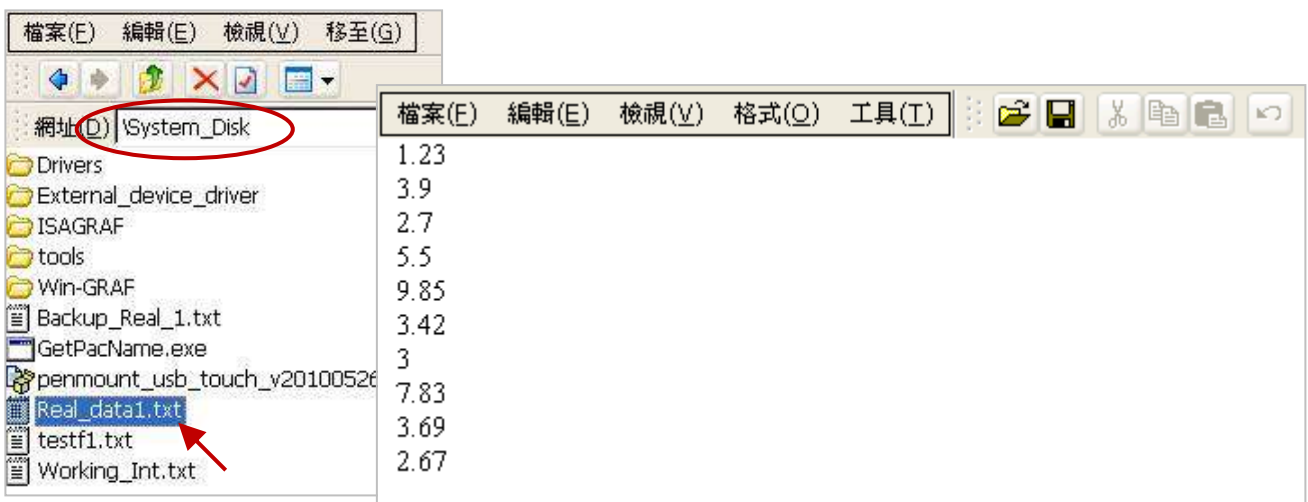 檔案(F) 編輯(E) 檢視(V) 移至(G)
網址(D) \System_Disk
Drivers
External_device_driver
ISAGRAF
tools
Win-GRAF
Backup_Real_1.txt
GetPacName.exe
penmount_usb_touch_v20100526
Real_data1.txt
testf1.txt
Working_Int.txt
檔案(F) 編輯(E) 檢視(V) 格式(O) 工具(T)
1.23
3.9
2.7
5.5
9.85
3.42
3
7.83
3.69
2.67